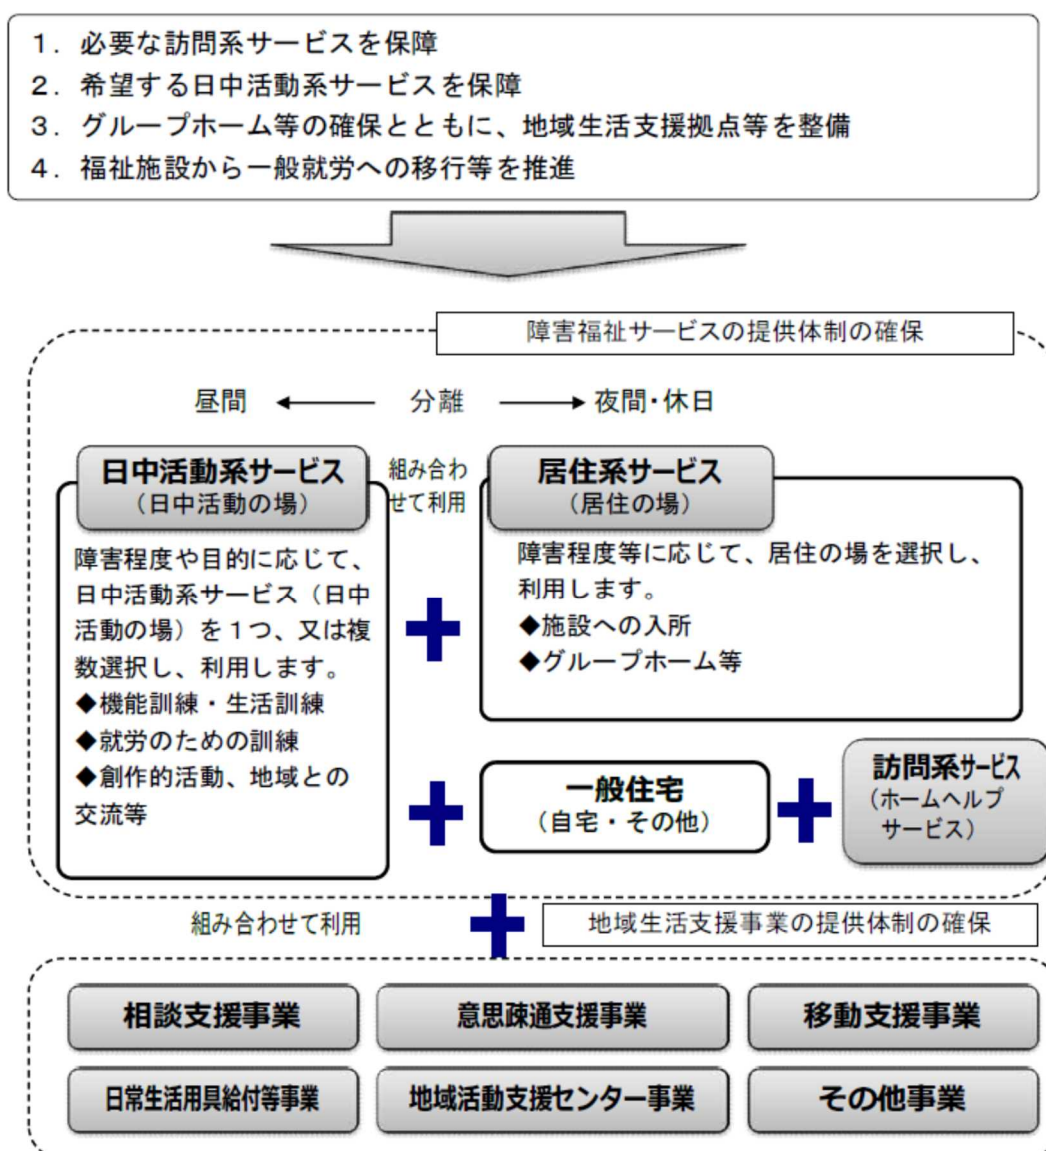 １．必要な訪問系サービスを保障
２．希望する日中活動系サービスを保障
３．グループホーム等の確保とともに、地域生活支援拠点等を整備
４．福祉施設から一般就労への移行等を推進
障害福祉サービスの提供体制の確保
昼間
分離
夜間・休日
日中活動系サービス
（日中活動の場）
組み合わ
せて利用
居住系サービス
（居住の場）
障害程度や目的に応じて、
日中活動系サービス（日中
活動の場）を１つ、又は複
数選択し、利用します。
◆機能訓練・生活訓練
◆就労のための訓練
◆創作的活動、地域との
交流等
障害程度等に応じて、居住の場を選択し、
利用します。
◆施設への入所
◆グループホーム等
一般住宅
（自宅・その他）
訪問系サービス
（ホームヘルプ
サービス）
組み合わせて利用
地域生活支援事業の提供体制の確保
相談支援事業
意思疎通支援事業
移動支援事業
日常生活用具給付等事業
地域活動支援センター事業
その他事業